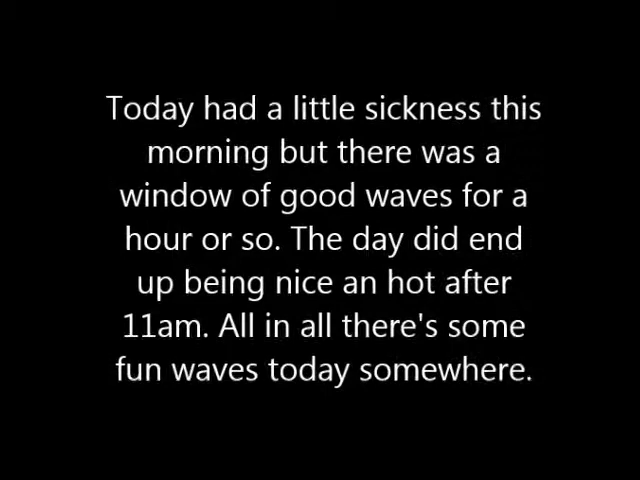 Today had a little sickness this
morning but there was a
window of good waves for a
hour or so. The day did end
up being nice an hot after
11am. All in all there's some
fun waves today somewhere.